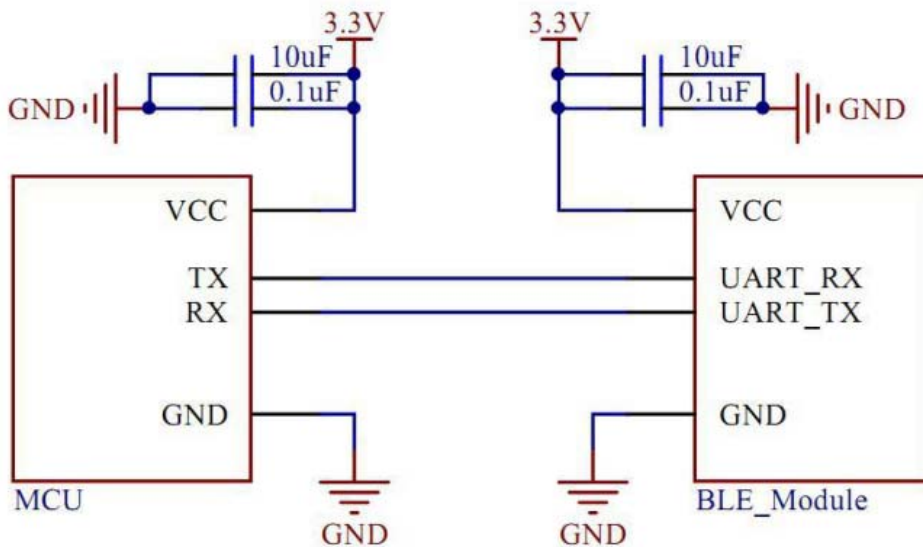 3.3V
3.3V
10uF
10uF
0.1uF
0.1uF
GND
GND
VCC
VCC
TX
UART_RX
RX
UART_TX
GND
GND
MCU
BLE_Module
GND
GND